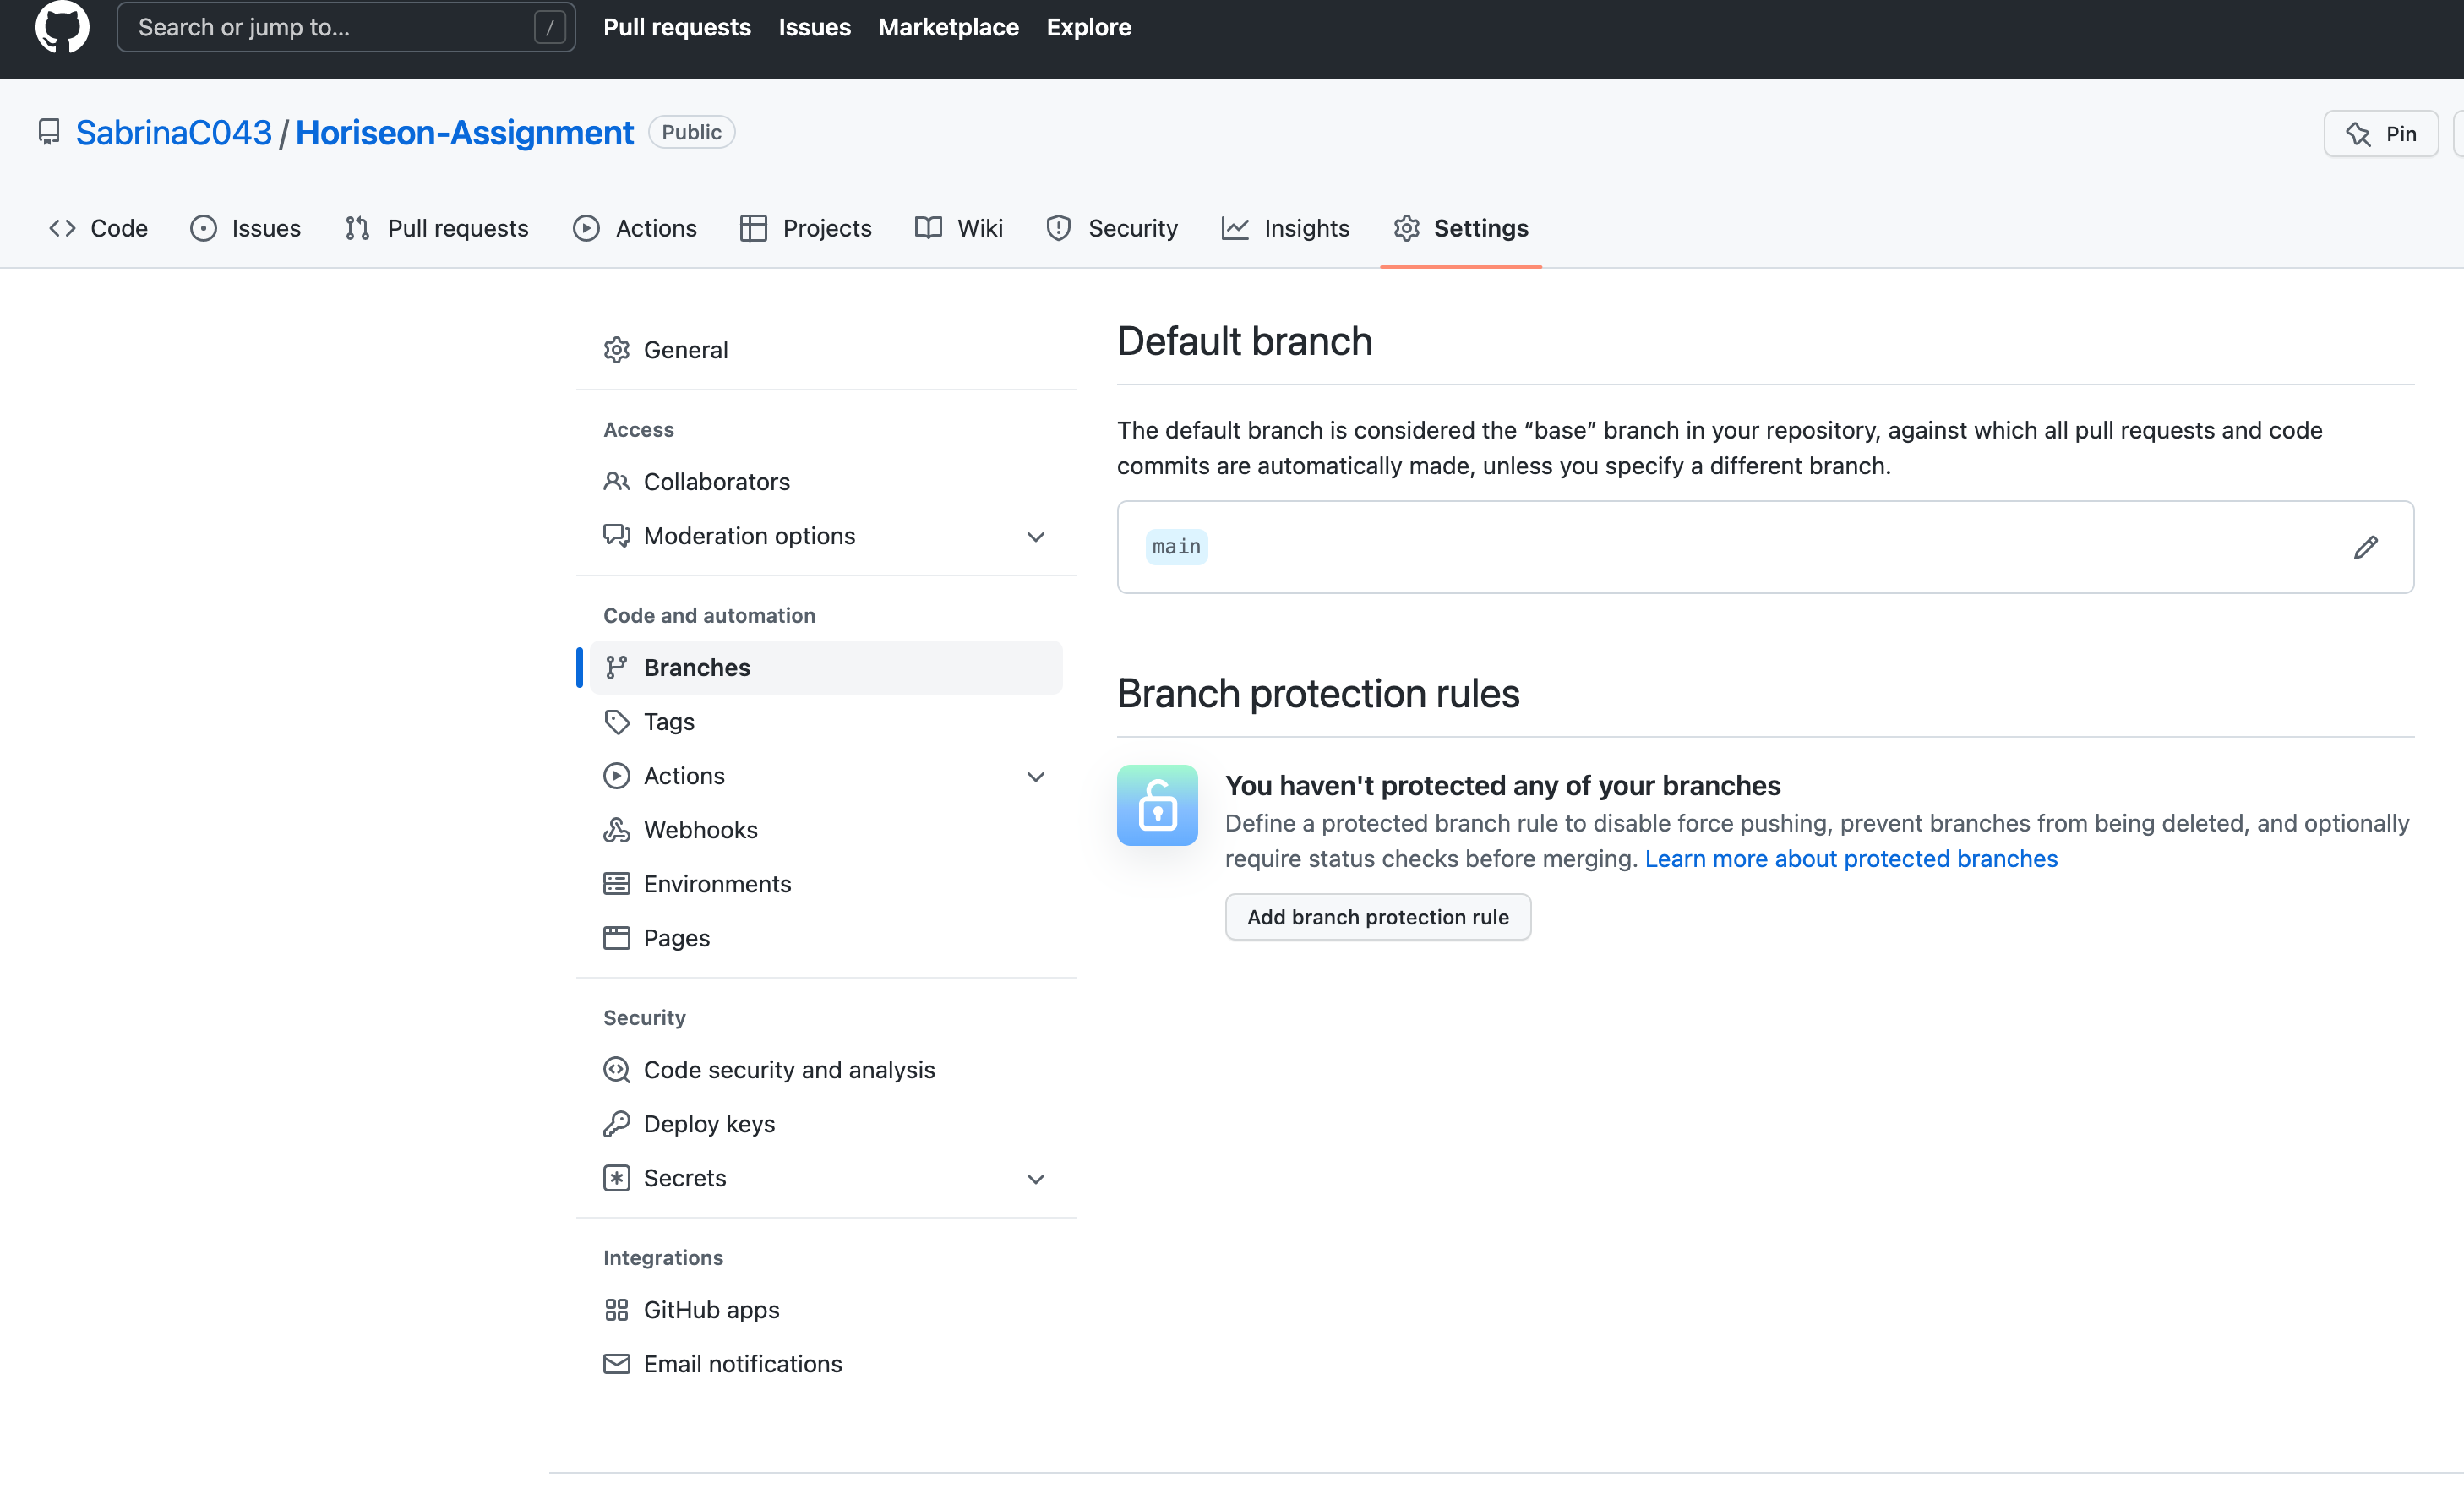 Search or jump to... /
Pull requests Issues Marketplace Explore
SabrinaC043 / Horiseon-Assignment Public
Pin
Code Issues Pull requests Actions Projects Wiki Security Insights Settings
General
Access
Collaborators
Moderation options
Code and automation
Branches
Tags
Actions
Webhooks
Environments
Pages
Security
Code security and analysis
Deploy keys
Secrets
Integrations
GitHub apps
Email notifications
Default branch
The default branch is considered the “base” branch in your repository, against which all pull requests and code
commits are automatically made, unless you specify a different branch.
main
Branch protection rules
You haven't protected any of your branches
Define a protected branch rule to disable force pushing, prevent branches from being deleted, and optionally
require status checks before merging. Learn more about protected branches
Add branch protection rule